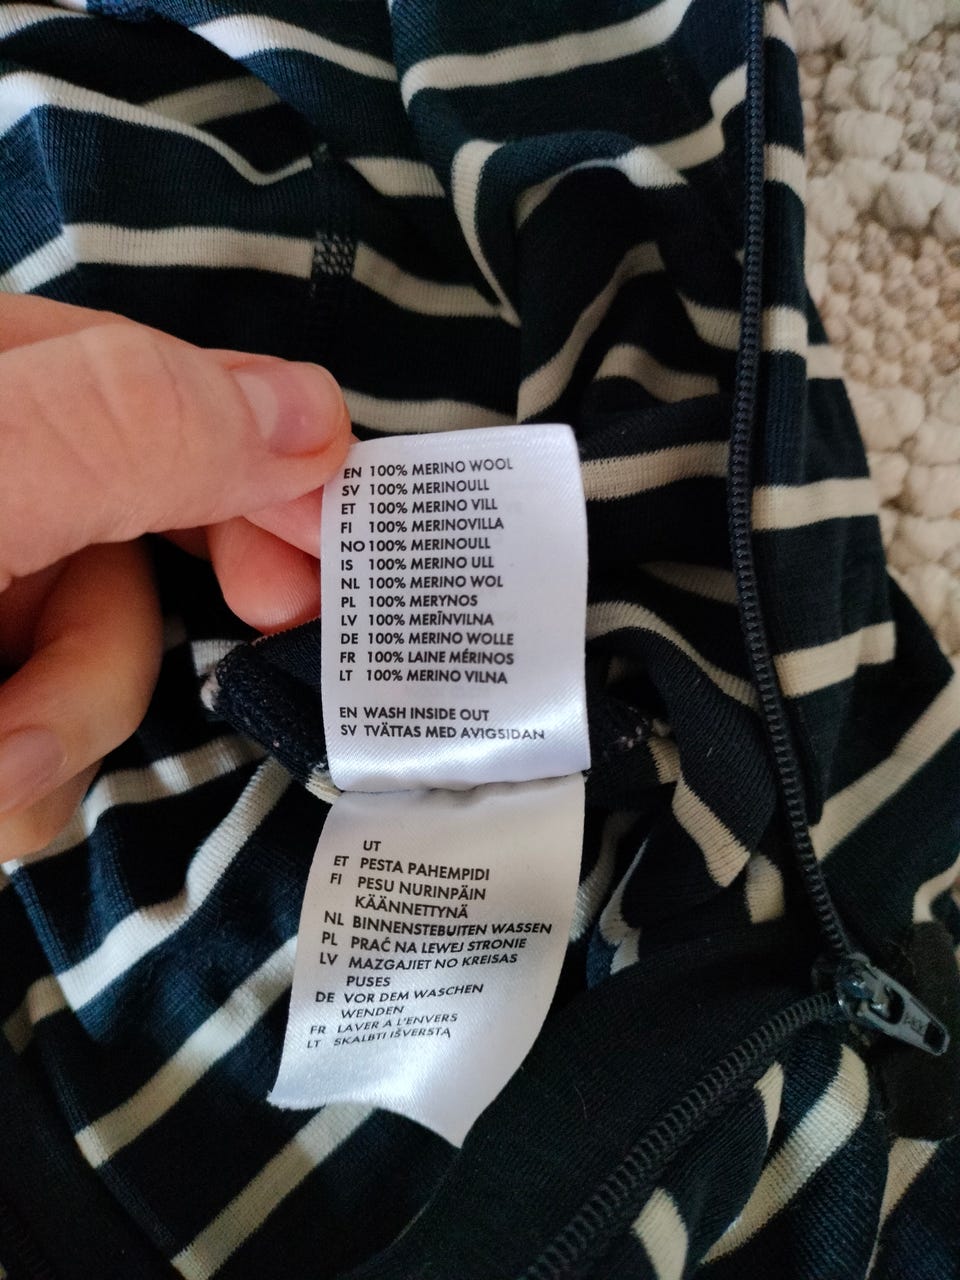 EN 100% MERINO WOOL
SV 100% MERINOULL
ET 100% MERINO VILL
FI 100% MERINOVILLA
NO 100% MERINOULL
IS 100% MERINO ULL
NL 100% MERINO WOL
PL 100% MERYNOS
LV 100% MERĪNVILNA
DE 100% MERINO WOLLE
FR 100% LAINE MÉRINOS
LT 100% MERINO VILNA
EN WASH INSIDE OUT
SV TVÄTTAS MED AVIGSIDAN
UT
ET PESTA PAHEMPIDI
FI PESU NURINPÄIN
KÄÄNNETTYNÄ
NL BINNENSTEBUITEN WASSEN
PL PRAĆ NA LEWEJ STRONIE
LV MAZGAJIET NO KREISAS
PUSES
DE VOR DEM WASCHEN
WENDEN
FR LAVER A L'ENVERS
LT SKALBTI IŠVERSTĄ